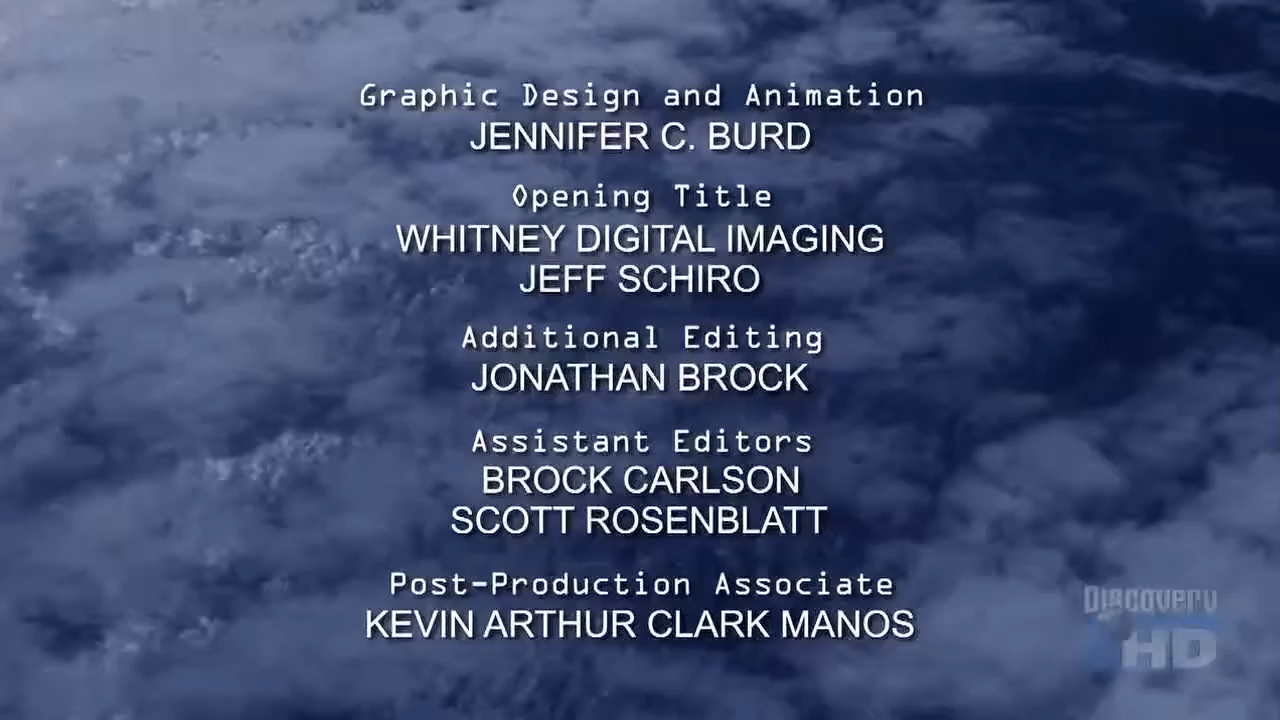 Graphic Design and Animation
JENNIFER C. BURD
Opening Title
WHITNEY DIGITAL IMAGING
JEFF SCHIRO
Additional Editing
JONATHAN BROCK
Assistant Editors
BROCK CARLSON
SCOTT ROSENBLATT
Post-Production Associate
KEVIN ARTHUR CLARK MANOS
Discovery
HD